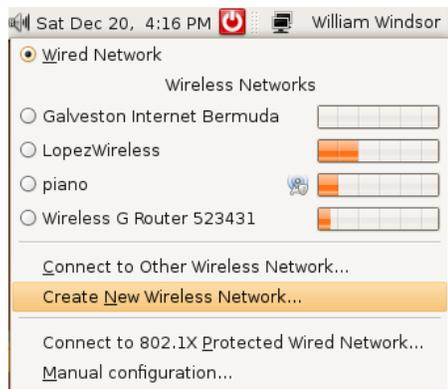 Sat Dec 20, 4:16 PM William Windsor
Wired Network
Wireless Networks
Galveston Internet Bermuda
LopezWireless
piano
Wireless G Router 523431
Connect to Other Wireless Network...
Create New Wireless Network...
Connect to 802.1X Protected Wired Network...
Manual configuration...